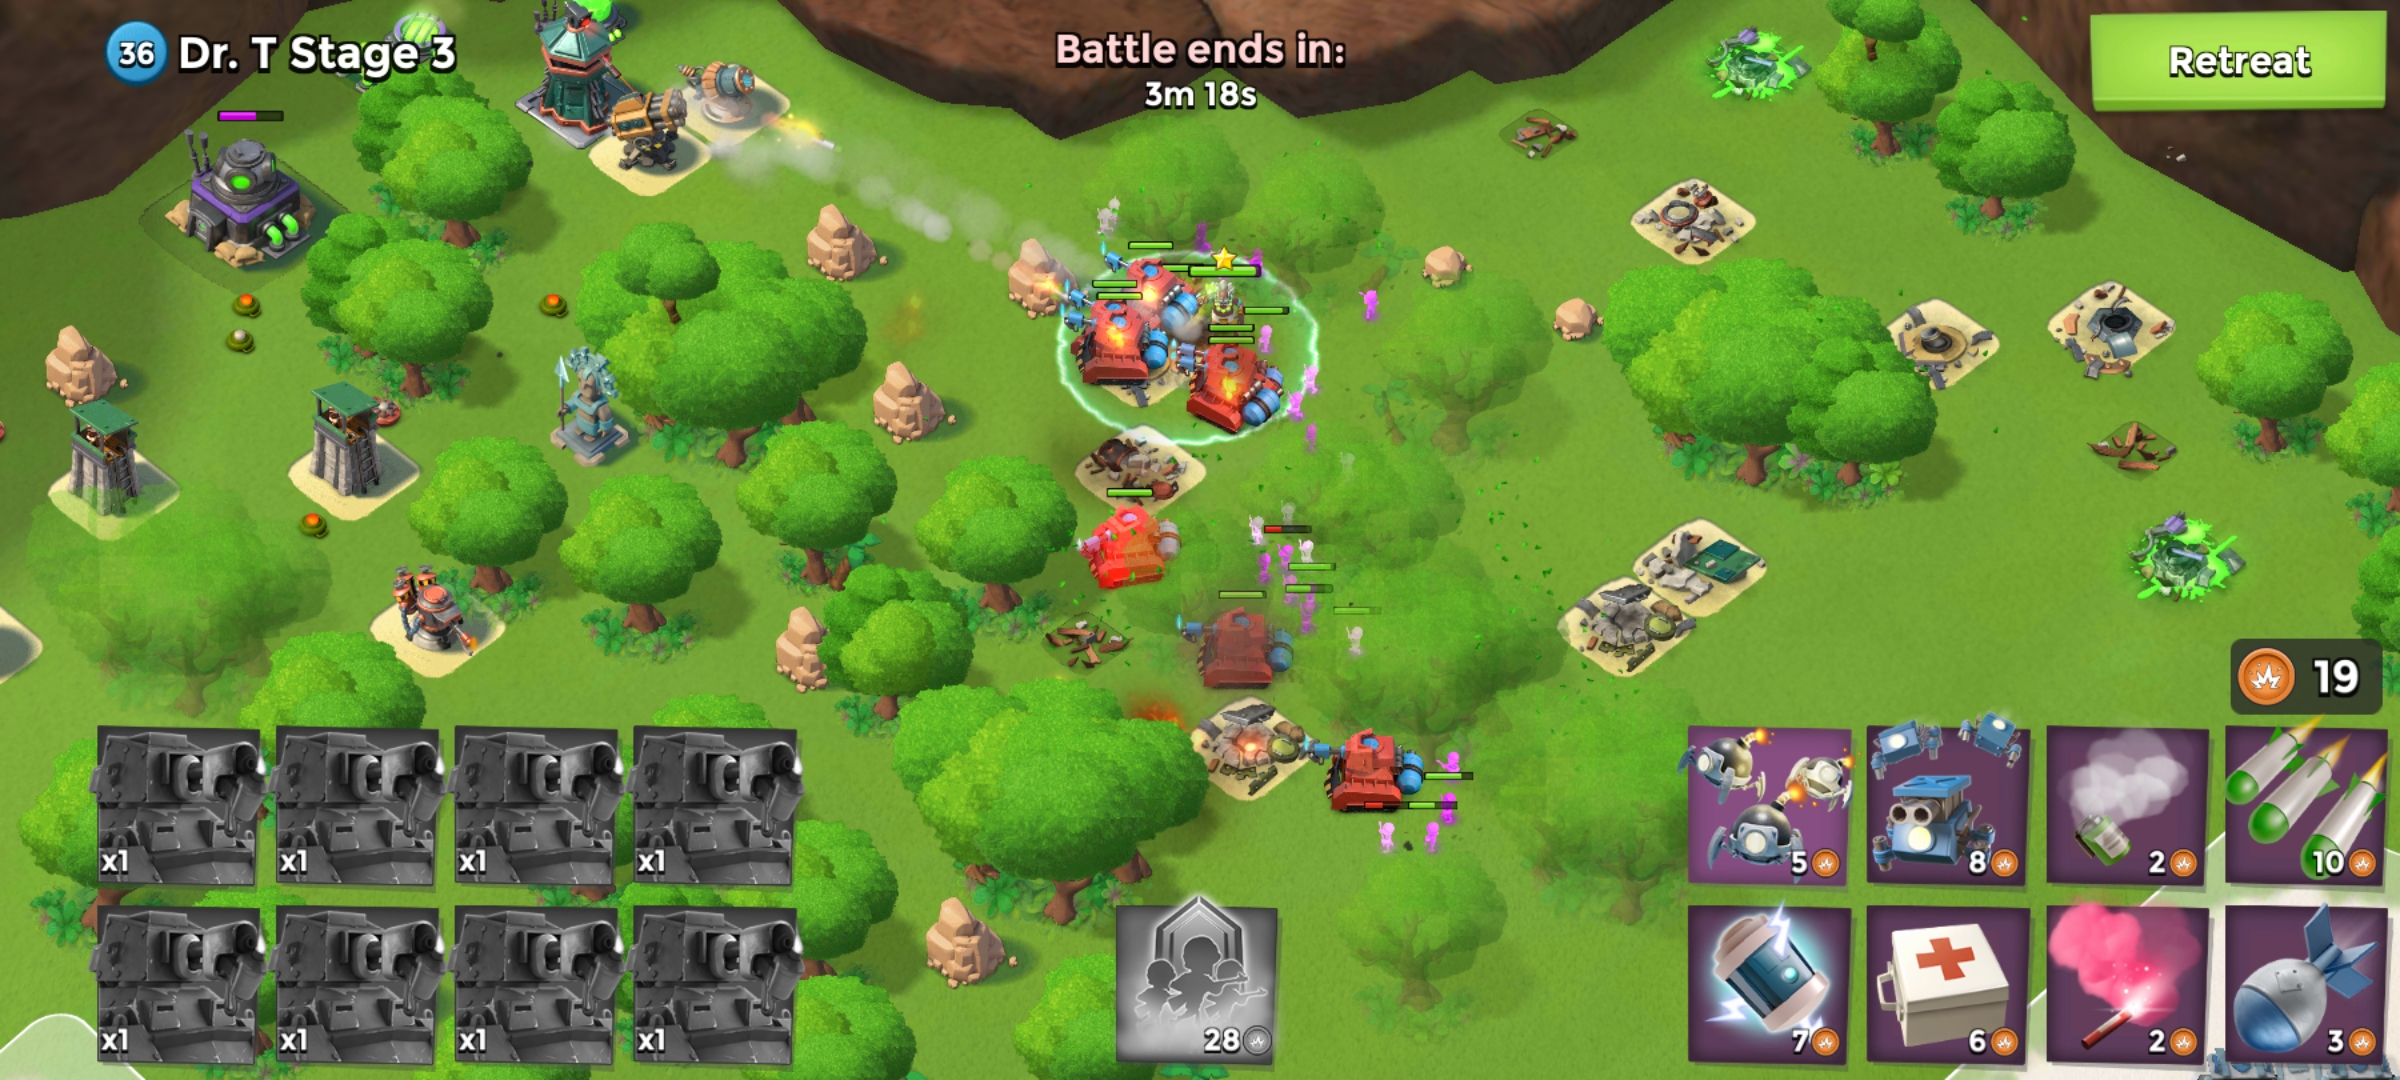 36 Dr. T Stage 3
Battle ends in:
3m 18s
Retreat
19
x1 x1 x1 x1
5 8 2 10
x1 x1 x1 x1
28
7 6 2 3